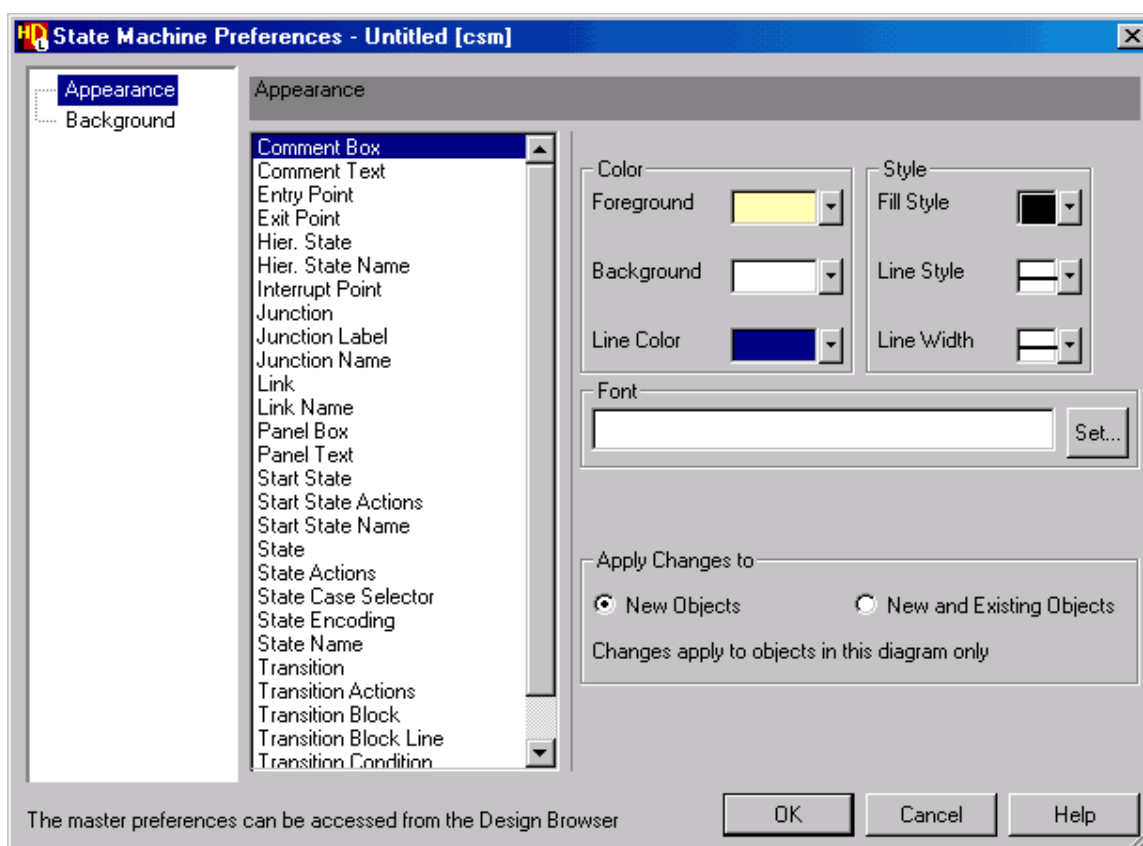 HDL State Machine Preferences - Untitled [csm]
Appearance
Background
Appearance
Comment Box
Comment Text
Entry Point
Exit Point
Hier. State
Hier. State Name
Interrupt Point
Junction
Junction Label
Junction Name
Link
Link Name
Panel Box
Panel Text
Start State
Start State Actions
Start State Name
State
State Actions
State Case Selector
State Encoding
State Name
Transition
Transition Actions
Transition Block
Transition Block Line
Transition Condition
Color
Foreground
Background
Line Color
Style
Fill Style
Line Style
Line Width
Font
Set...
Apply Changes to
New Objects
New and Existing Objects
Changes apply to objects in this diagram only
The master preferences can be accessed from the Design Browser
OK
Cancel
Help